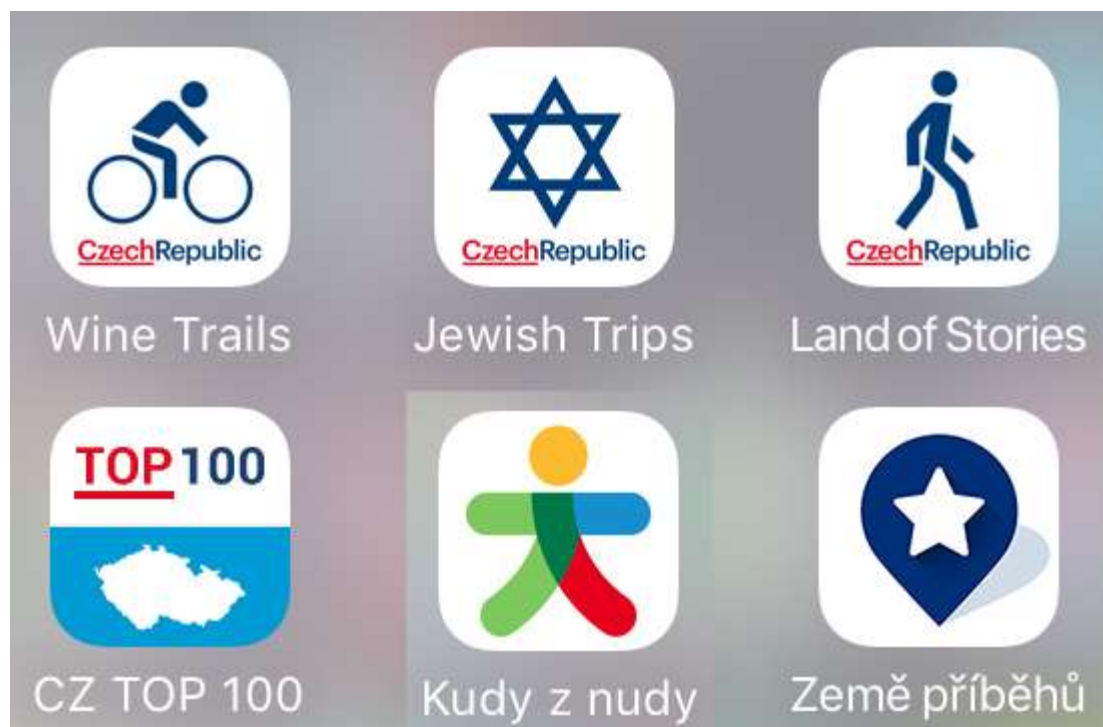 CzechRepublic
CzechRepublic
CzechRepublic
Wine Trails
Jewish Trips
Land of Stories
TOP 100
CZ TOP 100
Kudy z nudy
Země příběhů